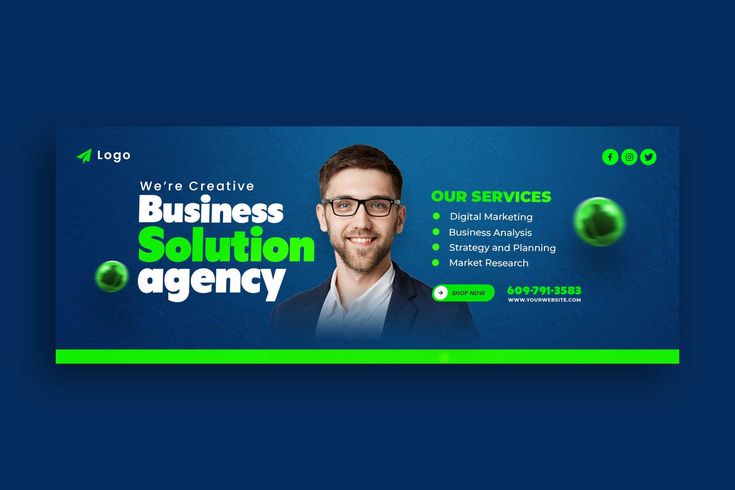 Logo
We're Creative
Business
Solution
agency
OUR SERVICES
Digital Marketing
Business Analysis
Strategy and Planning
Market Research
SHOP NOW
609-791-3583
WWW.YOURWEBSITE.COM